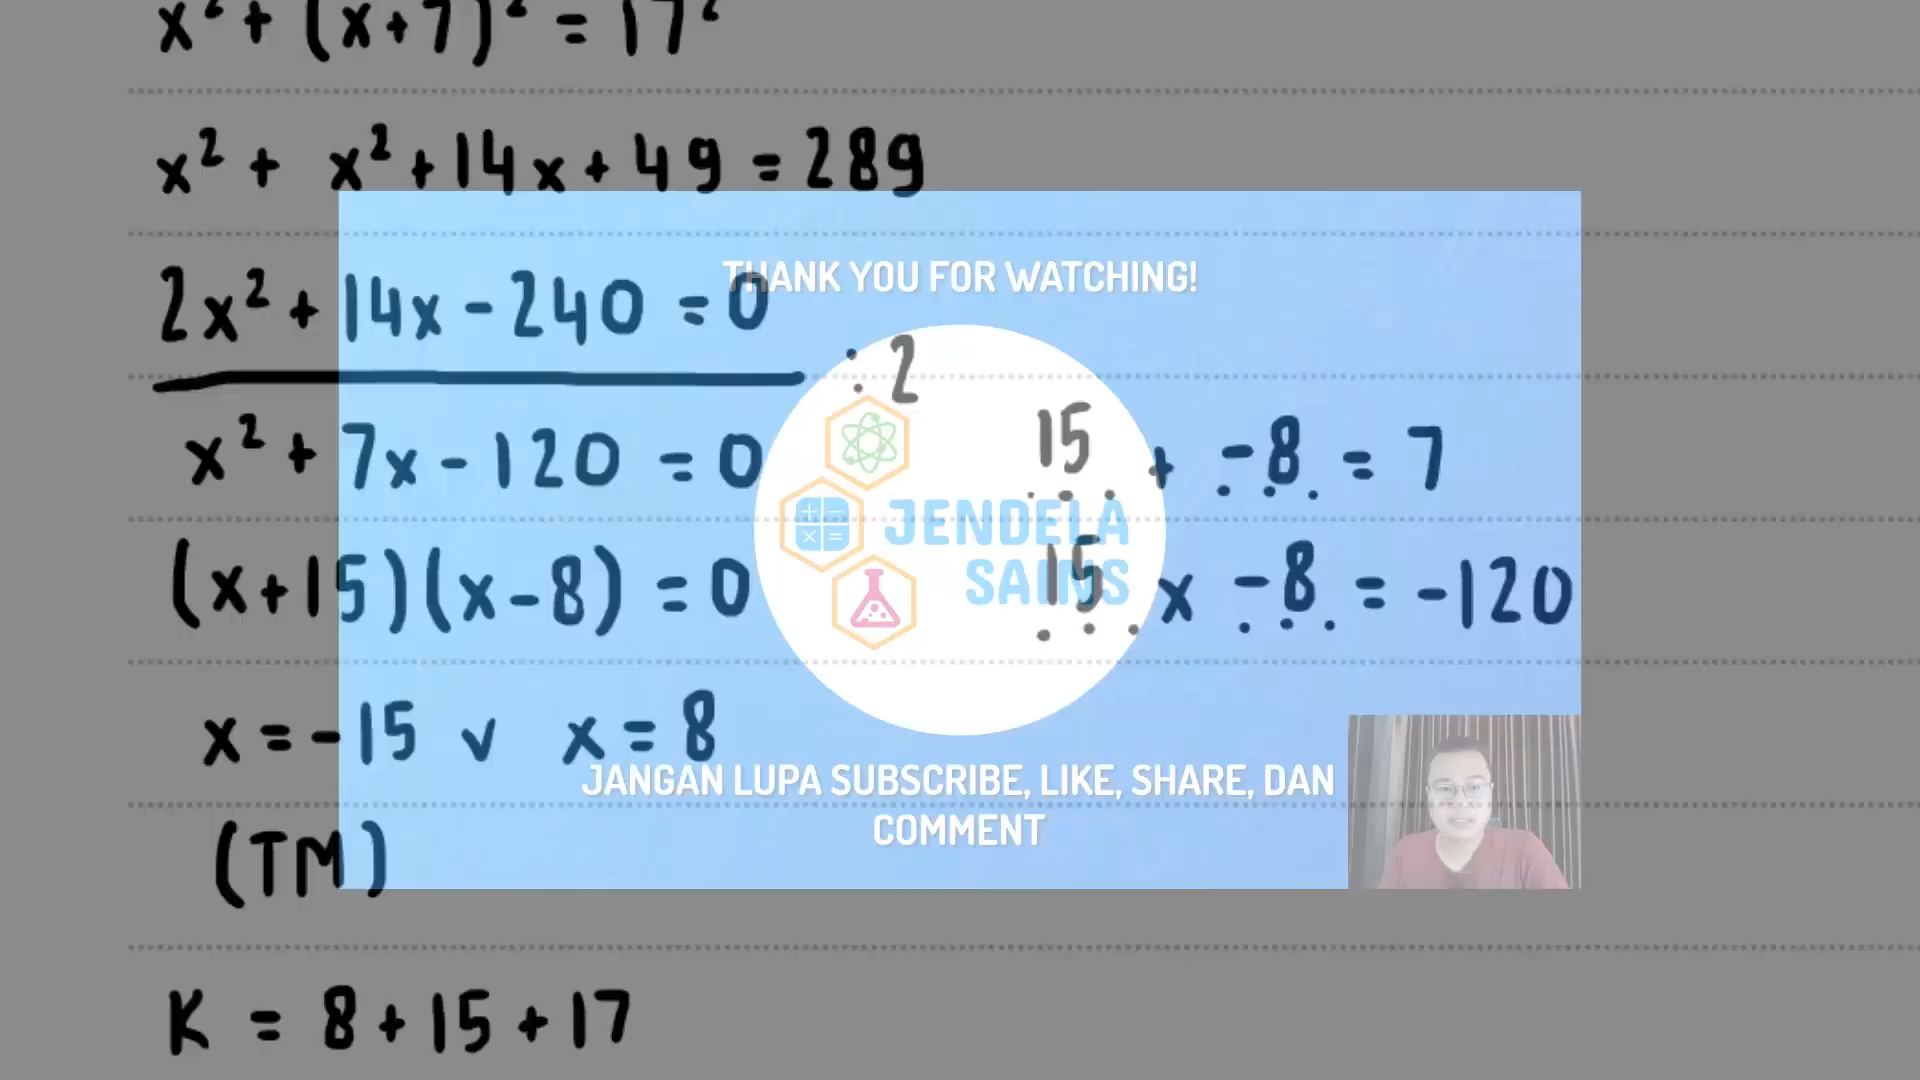 x² + (x+7)² = 17²
x² + x² + 14x + 49 = 289
THANK YOU FOR WATCHING!
2x² + 14x - 240 = 0
: 2
x² + 7x - 120 = 0
15 + -8 = 7
JENDELA
SAINS
(x+15)(x-8) = 0
15 x -8 = -120
x = -15 v x = 8
JANGAN LUPA SUBSCRIBE, LIKE, SHARE, DAN
COMMENT
(TM)
K = 8 + 15 + 17